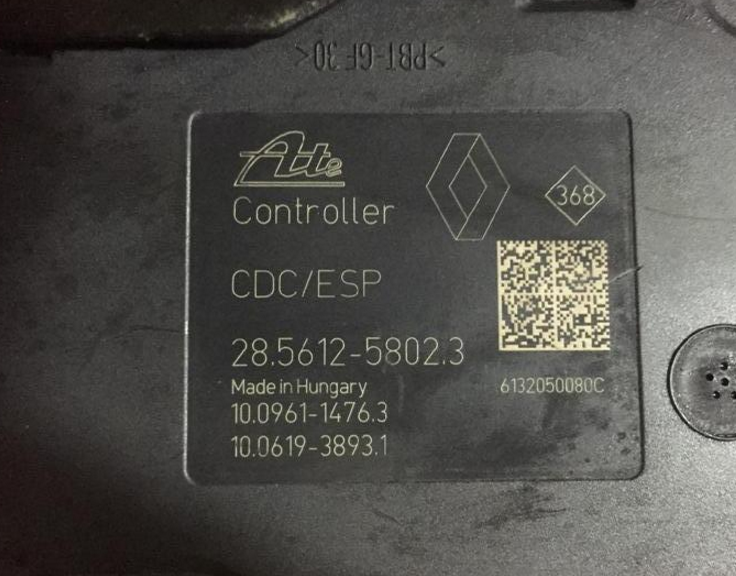 >PBT-GF30<
Ate
368
Controller
CDC/ESP
28.5612-5802.3
Made in Hungary
6132050080C
10.0961-1476.3
10.0619-3893.1